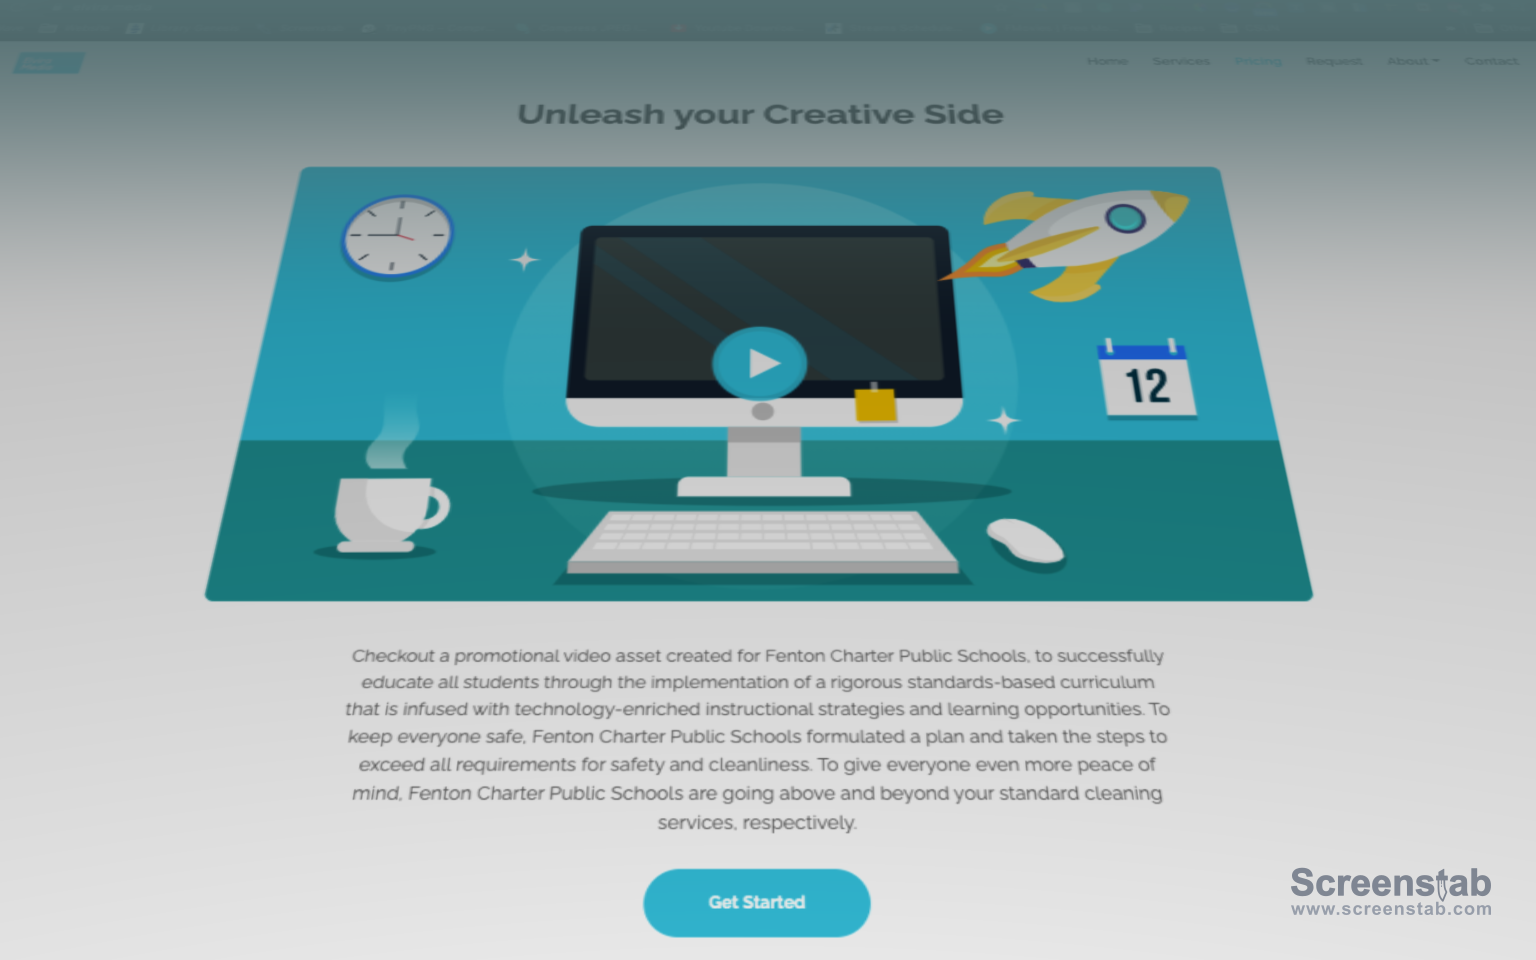 Home Services Pricing Request About Contact
Unleash your Creative Side
12
Checkout a promotional video asset created for Fenton Charter Public Schools, to successfully
educate all students through the implementation of a rigorous standards-based curriculum
that is infused with technology-enriched instructional strategies and learning opportunities. To
keep everyone safe, Fenton Charter Public Schools formulated a plan and taken the steps to
exceed all requirements for safety and cleanliness. To give everyone even more peace of
mind, Fenton Charter Public Schools are going above and beyond your standard cleaning
services, respectively.
Get Started
Screenstab
www.screenstab.com